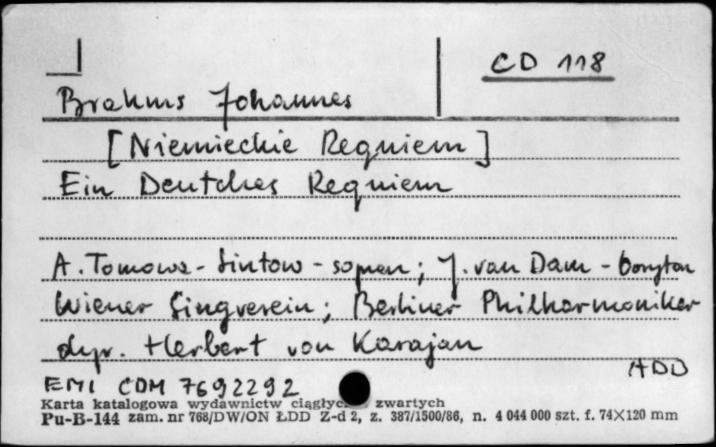 CD 118
Brahms Johannes
[Niemieckie Requiem]
Ein Deutches Requiem
A. Tomowa-Sintow - sopran; J. van Dam - baryton
Wiener Singverein; Berliner Philharmoniker
dyr. Herbert von Karajan
ADD
EMI CDM 7692292
Karta katalogowa wydawnictw zwartych
Pu-B-144 zam. nr 768/DW/ON ŁDD Z-d 2, z. 387/1500/86, n. 4 044 000 szt. f. 74×120 mm